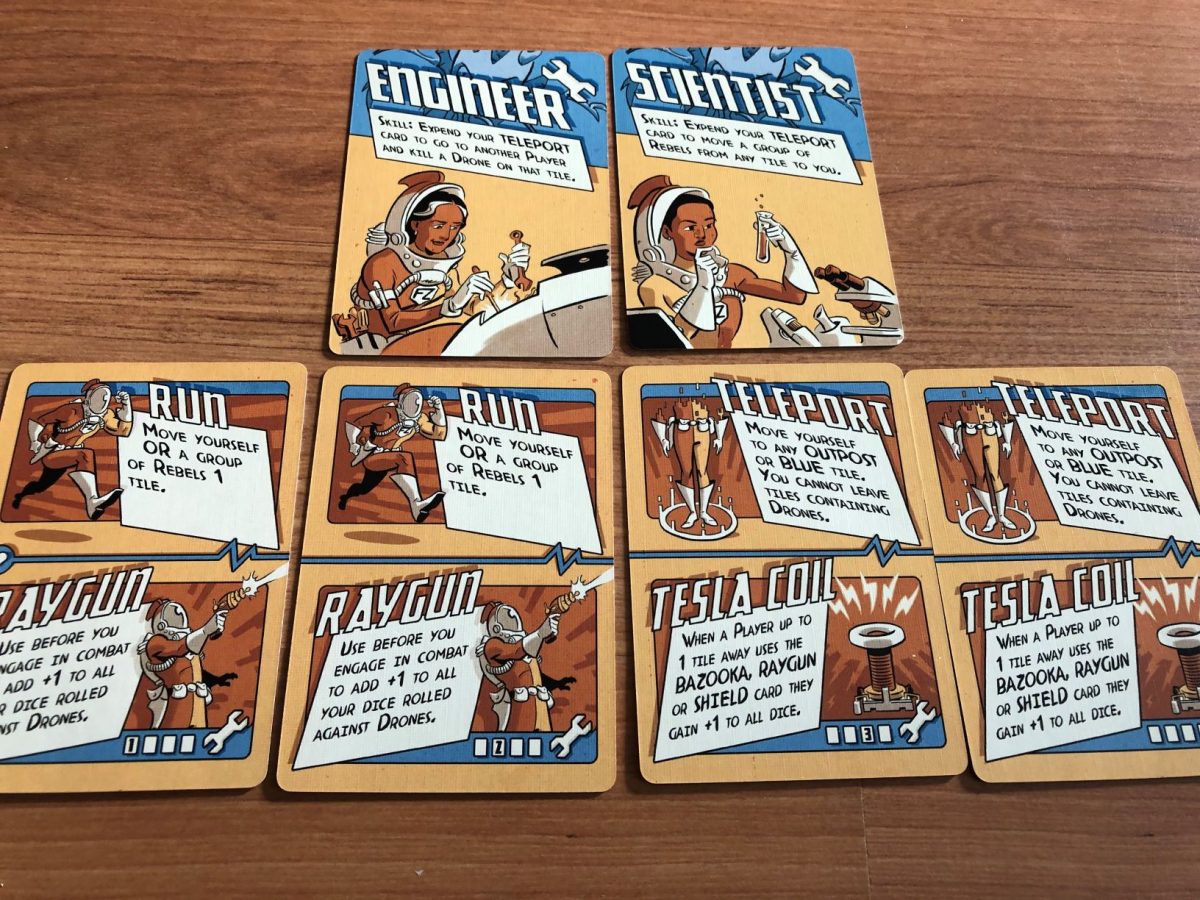 ENGINEER
SKILL: EXPEND YOUR TELEPORT
CARD TO GO TO ANOTHER PLAYER
AND KILL A DRONE ON THAT TILE.
FZ
SCIENTIST
SKILL: EXPEND YOUR TELEPORT
CARD TO MOVE A GROUP OF
REBELS FROM ANY TILE TO YOU.
RUN
MOVE YOURSELF
OR A GROUP
OF REBELS 1
TILE.
RAYGUN
USE BEFORE YOU
ENGAGE IN COMBAT
ADD +1 TO ALL
DICE ROLLED
DRONES.
1
RUN
MOVE YOURSELF
OR A GROUP
OF REBELS 1
TILE.
RAYGUN
USE BEFORE YOU
ENGAGE IN COMBAT
TO ADD +1 TO ALL
YOUR DICE ROLLED
AGAINST DRONES.
2
TELEPORT
MOVE YOURSELF
TO ANY OUTPOST
OR BLUE TILE.
YOU CANNOT LEAVE
TILES CONTAINING
DRONES.
TESLA COIL
WHEN A PLAYER UP TO
1 TILE AWAY USES THE
BAZOOKA, RAYGUN
OR SHIELD CARD THEY
GAIN +1 TO ALL DICE.
3
TELEPORT
MOVE YOURSELF
TO ANY OUTPOST
OR BLUE TILE.
YOU CANNOT LEAVE
TILES CONTAINING
DRONES.
TESLA COIL
WHEN A PLAYER UP TO
1 TILE AWAY USES THE
BAZOOKA, RAYGUN
OR SHIELD CARD THEY
GAIN +1 TO ALL DICE.